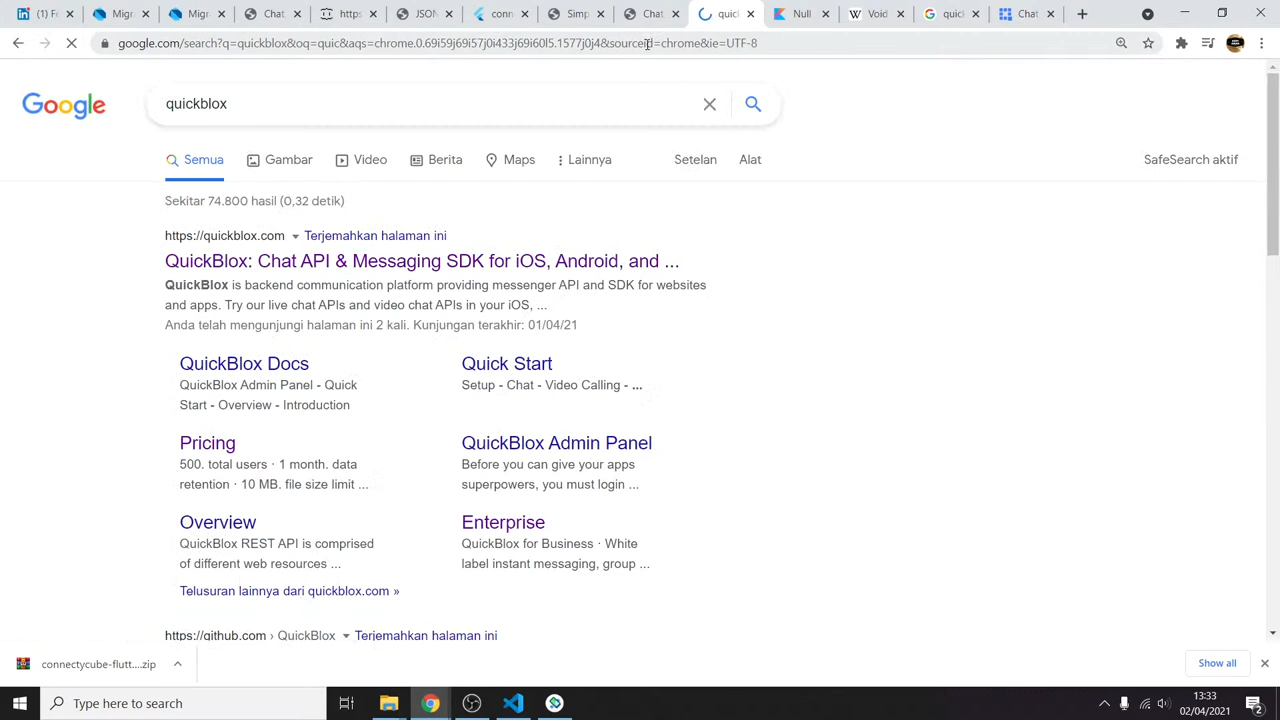 (1) Fe
Migr
Migr
Chat
https
JSON
conn
Simp
Chat
quick
Null
Void
quick
Chat
google.com/search?q=quickblox&oq=quic&aqs=chrome.0.69i59j69i57j0i433j69i60l5.1577j0j4&sourceid=chrome&ie=UTF-8
Google
quickblox
Semua Gambar Video Berita Maps Lainnya Setelan Alat SafeSearch aktif
Sekitar 74.800 hasil (0,32 detik)
https://quickblox.com Terjemahkan halaman ini
QuickBlox: Chat API & Messaging SDK for iOS, Android, and ...
QuickBlox is backend communication platform providing messenger API and SDK for websites
and apps. Try our live chat APIs and video chat APIs in your iOS, ...
Anda telah mengunjungi halaman ini 2 kali. Kunjungan terakhir: 01/04/21
QuickBlox Docs
QuickBlox Admin Panel - Quick
Start - Overview - Introduction
Quick Start
Setup - Chat - Video Calling - ...
Pricing
500. total users · 1 month. data
retention · 10 MB. file size limit ...
QuickBlox Admin Panel
Before you can give your apps
superpowers, you must login ...
Overview
QuickBlox REST API is comprised
of different web resources ...
Enterprise
QuickBlox for Business · White
label instant messaging, group ...
Telusuran lainnya dari quickblox.com »
https://github.com › QuickBlox Terjemahkan halaman ini
connectycube-flutt....zip
Show all
Type here to search
13:33
02/04/2021
2